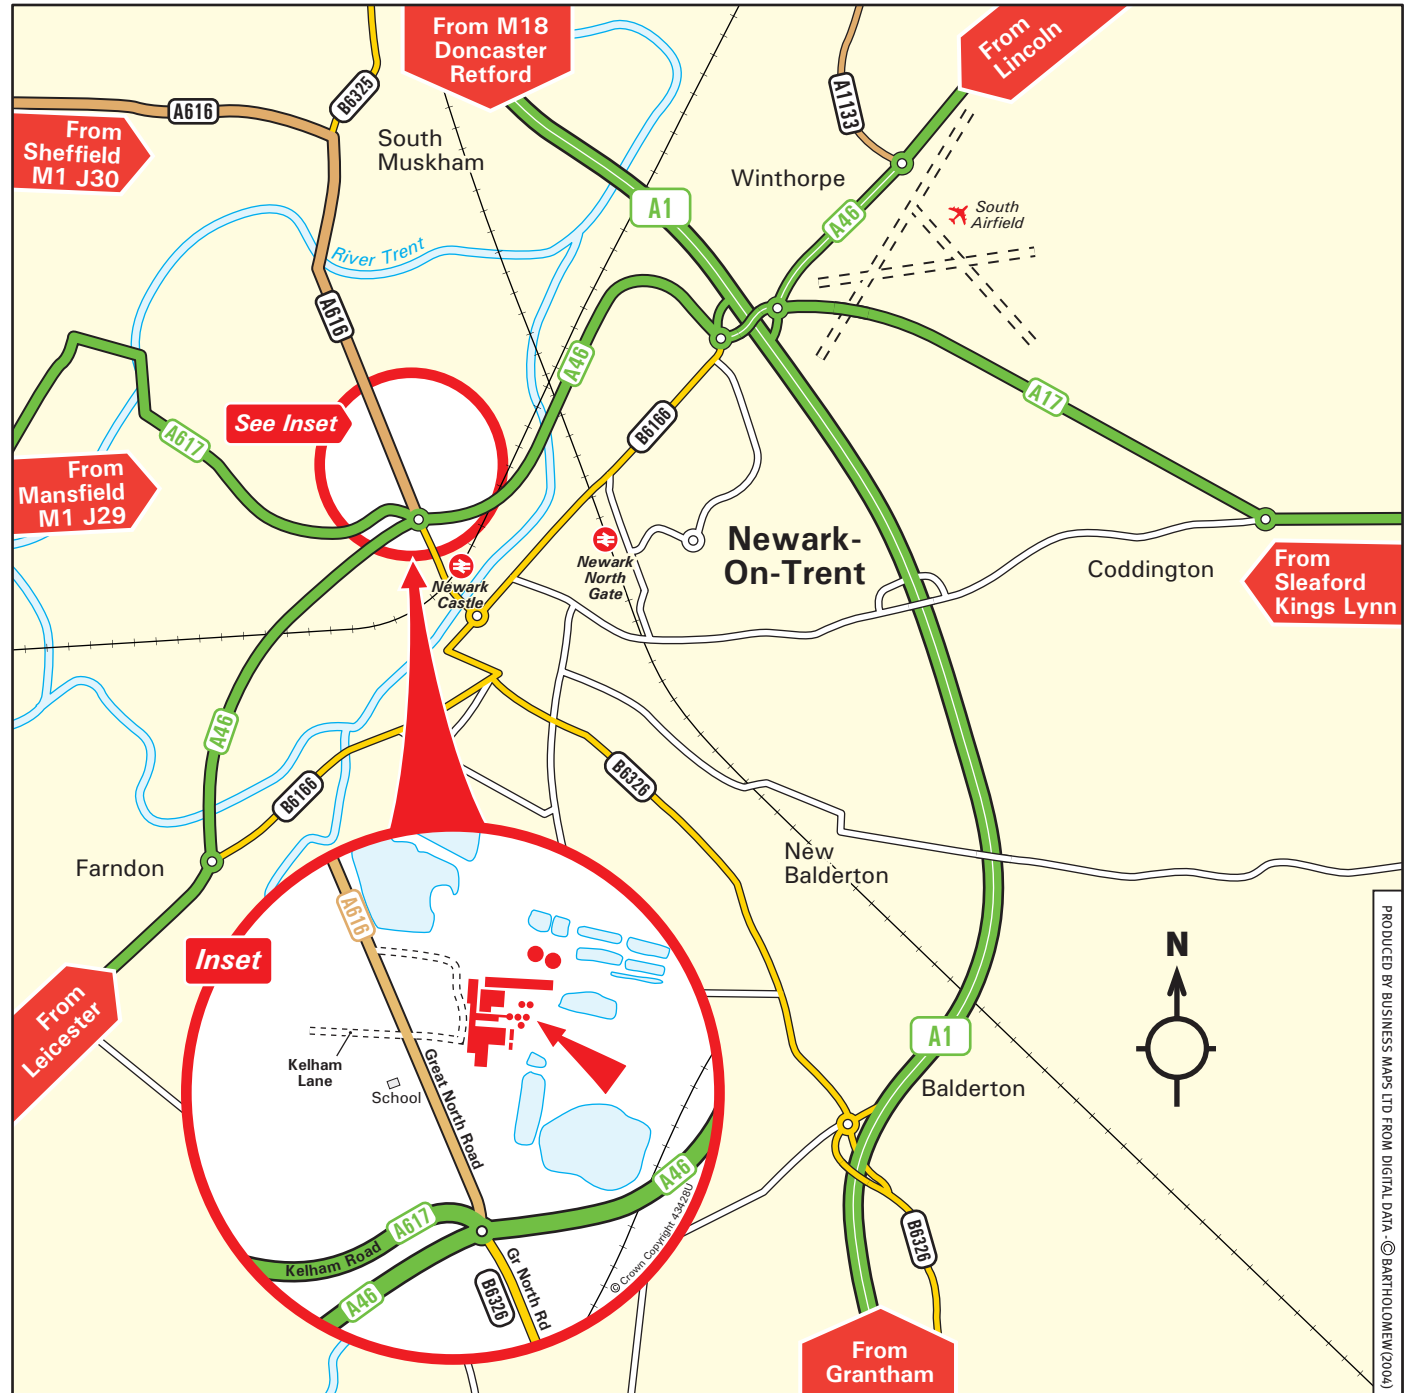 From M18
Doncaster
Retford
From
Lincoln
B6325
A616
A1133
From
Sheffield
M1 J30
South
Muskham
Winthorpe
A1
A46
South
Airfield
River Trent
A616
A46
A17
See Inset
A617
B6166
From
Mansfield
M1 J29
Newark-
On-Trent
Newark
North
Gate
Newark
Castle
Coddington
From
Sleaford
Kings Lynn
A46
B6166
B6326
Farndon
New
Balderton
A616
Inset
N
From
Leicester
Kelham
Lane
School
Great North Road
A1
Balderton
A46
A617
Kelham Road
A46
B6326
Gr North Rd
© Crown Copyright 43428U
B6326
From
Grantham
PRODUCED BY BUSINESS MAPS LTD FROM DIGITAL DATA - © BARTHOLOMEW(2004)